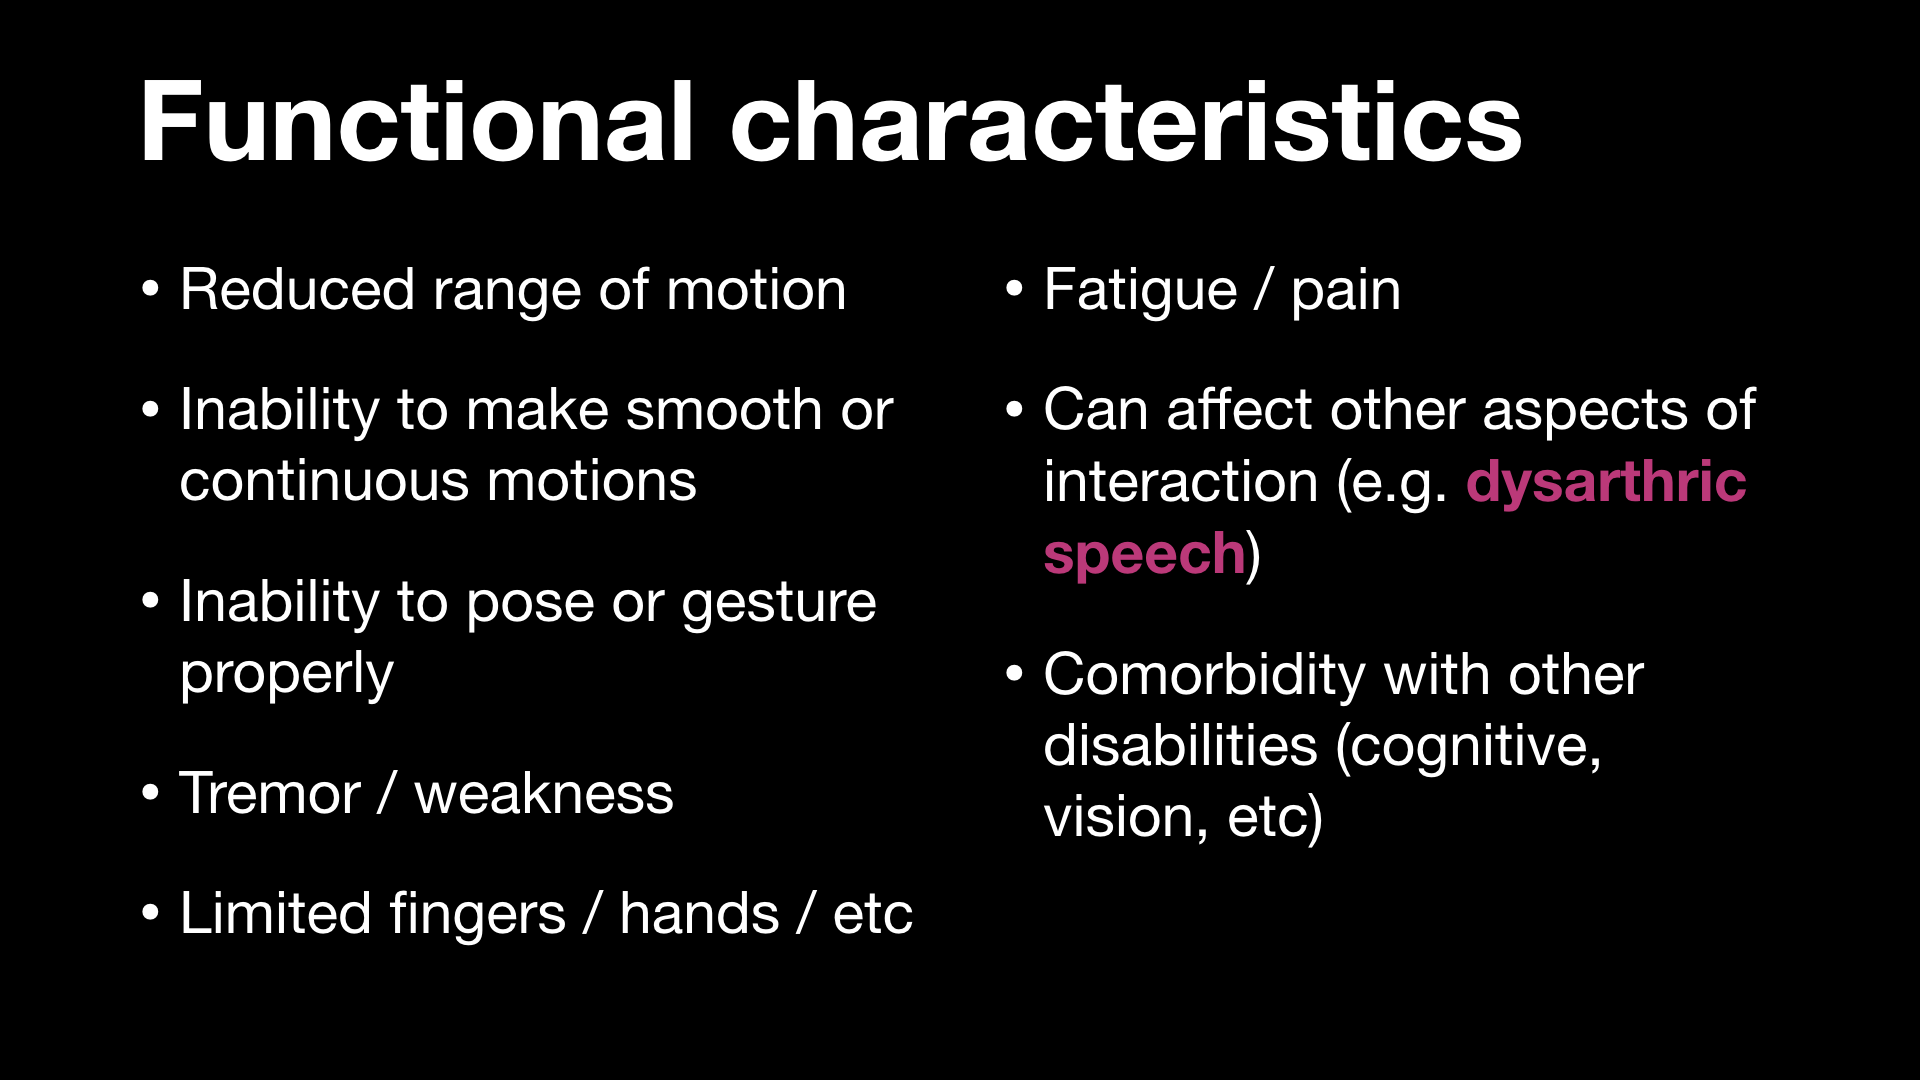 Functional characteristics
• Reduced range of motion
• Inability to make smooth or
continuous motions
• Inability to pose or gesture
properly
• Tremor / weakness
• Limited fingers / hands / etc
• Fatigue / pain
• Can affect other aspects of
interaction (e.g. dysarthric
speech)
• Comorbidity with other
disabilities (cognitive,
vision, etc)